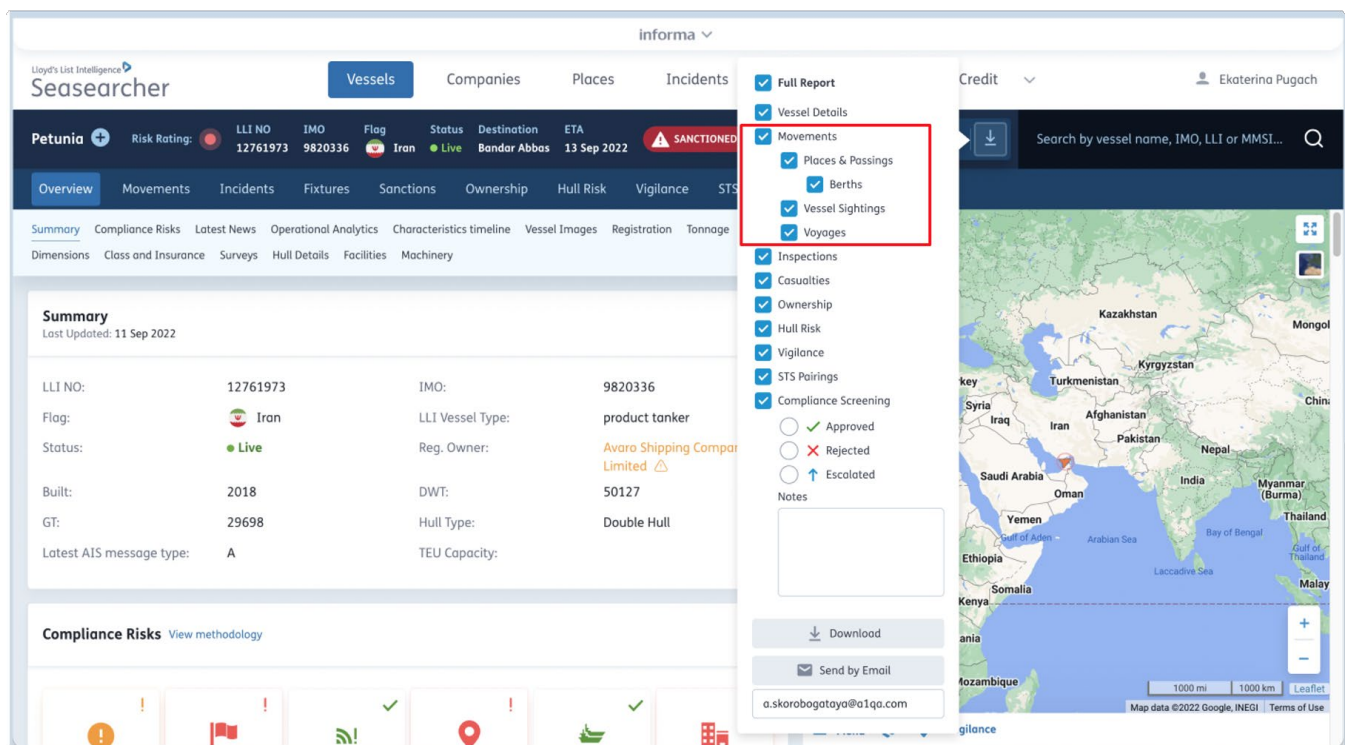 informa
Lloyd's List Intelligence
Seasearcher
Vessels Companies Places Incidents Credit Ekaterina Pugach
Petunia Risk Rating: LLI NO 12761973 IMO 9820336 Flag Iran Status Live Destination Bandar Abbas ETA 13 Sep 2022 SANCTIONED
Search by vessel name, IMO, LLI or MMSI...
Overview Movements Incidents Fixtures Sanctions Ownership Hull Risk Vigilance STS
Summary Compliance Risks Latest News Operational Analytics Characteristics timeline Vessel Images Registration Tonnage
Dimensions Class and Insurance Surveys Hull Details Facilities Machinery
Summary
Last Updated: 11 Sep 2022
LLI NO: 12761973 IMO: 9820336
Flag: Iran LLI Vessel Type: product tanker
Status: Live Reg. Owner: Avaro Shipping Compan
Limited
Built: 2018 DWT: 50127
GT: 29698 Hull Type: Double Hull
Latest AIS message type: A TEU Capacity:
Compliance Risks View methodology
Full Report
Vessel Details
Movements
Places & Passings
Berths
Vessel Sightings
Voyages
Inspections
Casualties
Ownership
Hull Risk
Vigilance
STS Pairings
Compliance Screening
Approved
Rejected
Escalated
Notes
Download
Send by Email
a.skorobogataya@a1qa.com
Kazakhstan
Mongol
Kyrgyzstan
key
Turkmenistan
Syria
China
Iraq
Iran
Afghanistan
Pakistan
Nepal
Saudi Arabia
India
Myanmar
(Burma)
Oman
Thailand
Yemen
Gulf of Aden
Arabian Sea
Bay of Bengal
Gulf of
Thailand
Ethiopia
Laccadive Sea
Somalia
Malay
Kenya
+
ania
−
Mozambique
1000 mi 1000 km Leaflet
Map data ©2022 Google, INEGI Terms of Use
gilance